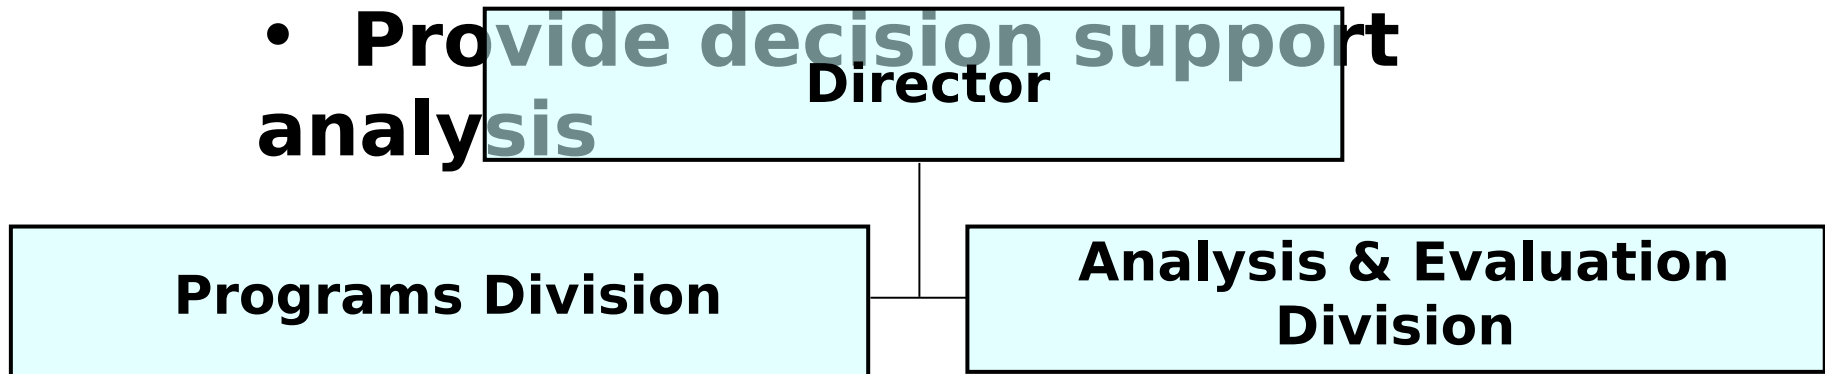 • Provide decision support
analysis
Director
Programs Division
Analysis & Evaluation
Division